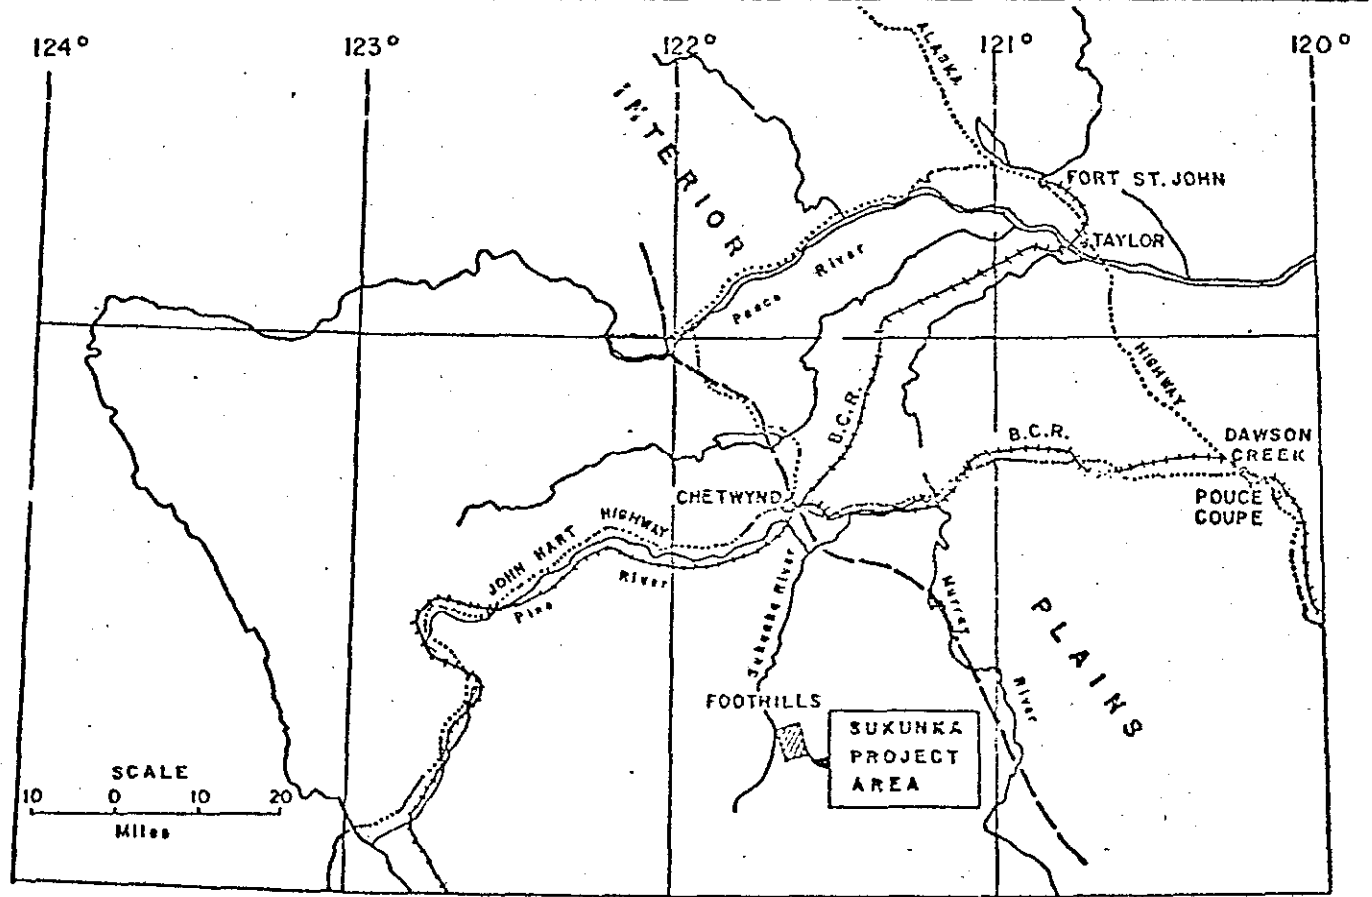 124° 123° 122° 121° 120°
ALASKA
IMTERIOR
FORT ST. JOHN
TAYLOR
River
Peace
HIGHWAY
B.C.R.
B.C.R.
DAWSON
CREEK
POUCE
COUPE
CHETWYND
JOHN HART HIGHWAY
Pine River
Sukunka River
Murray River
PLAINS
FOOTHILLS
SUKUNKA
PROJECT
AREA
SCALE
10 0 10 20
Miles